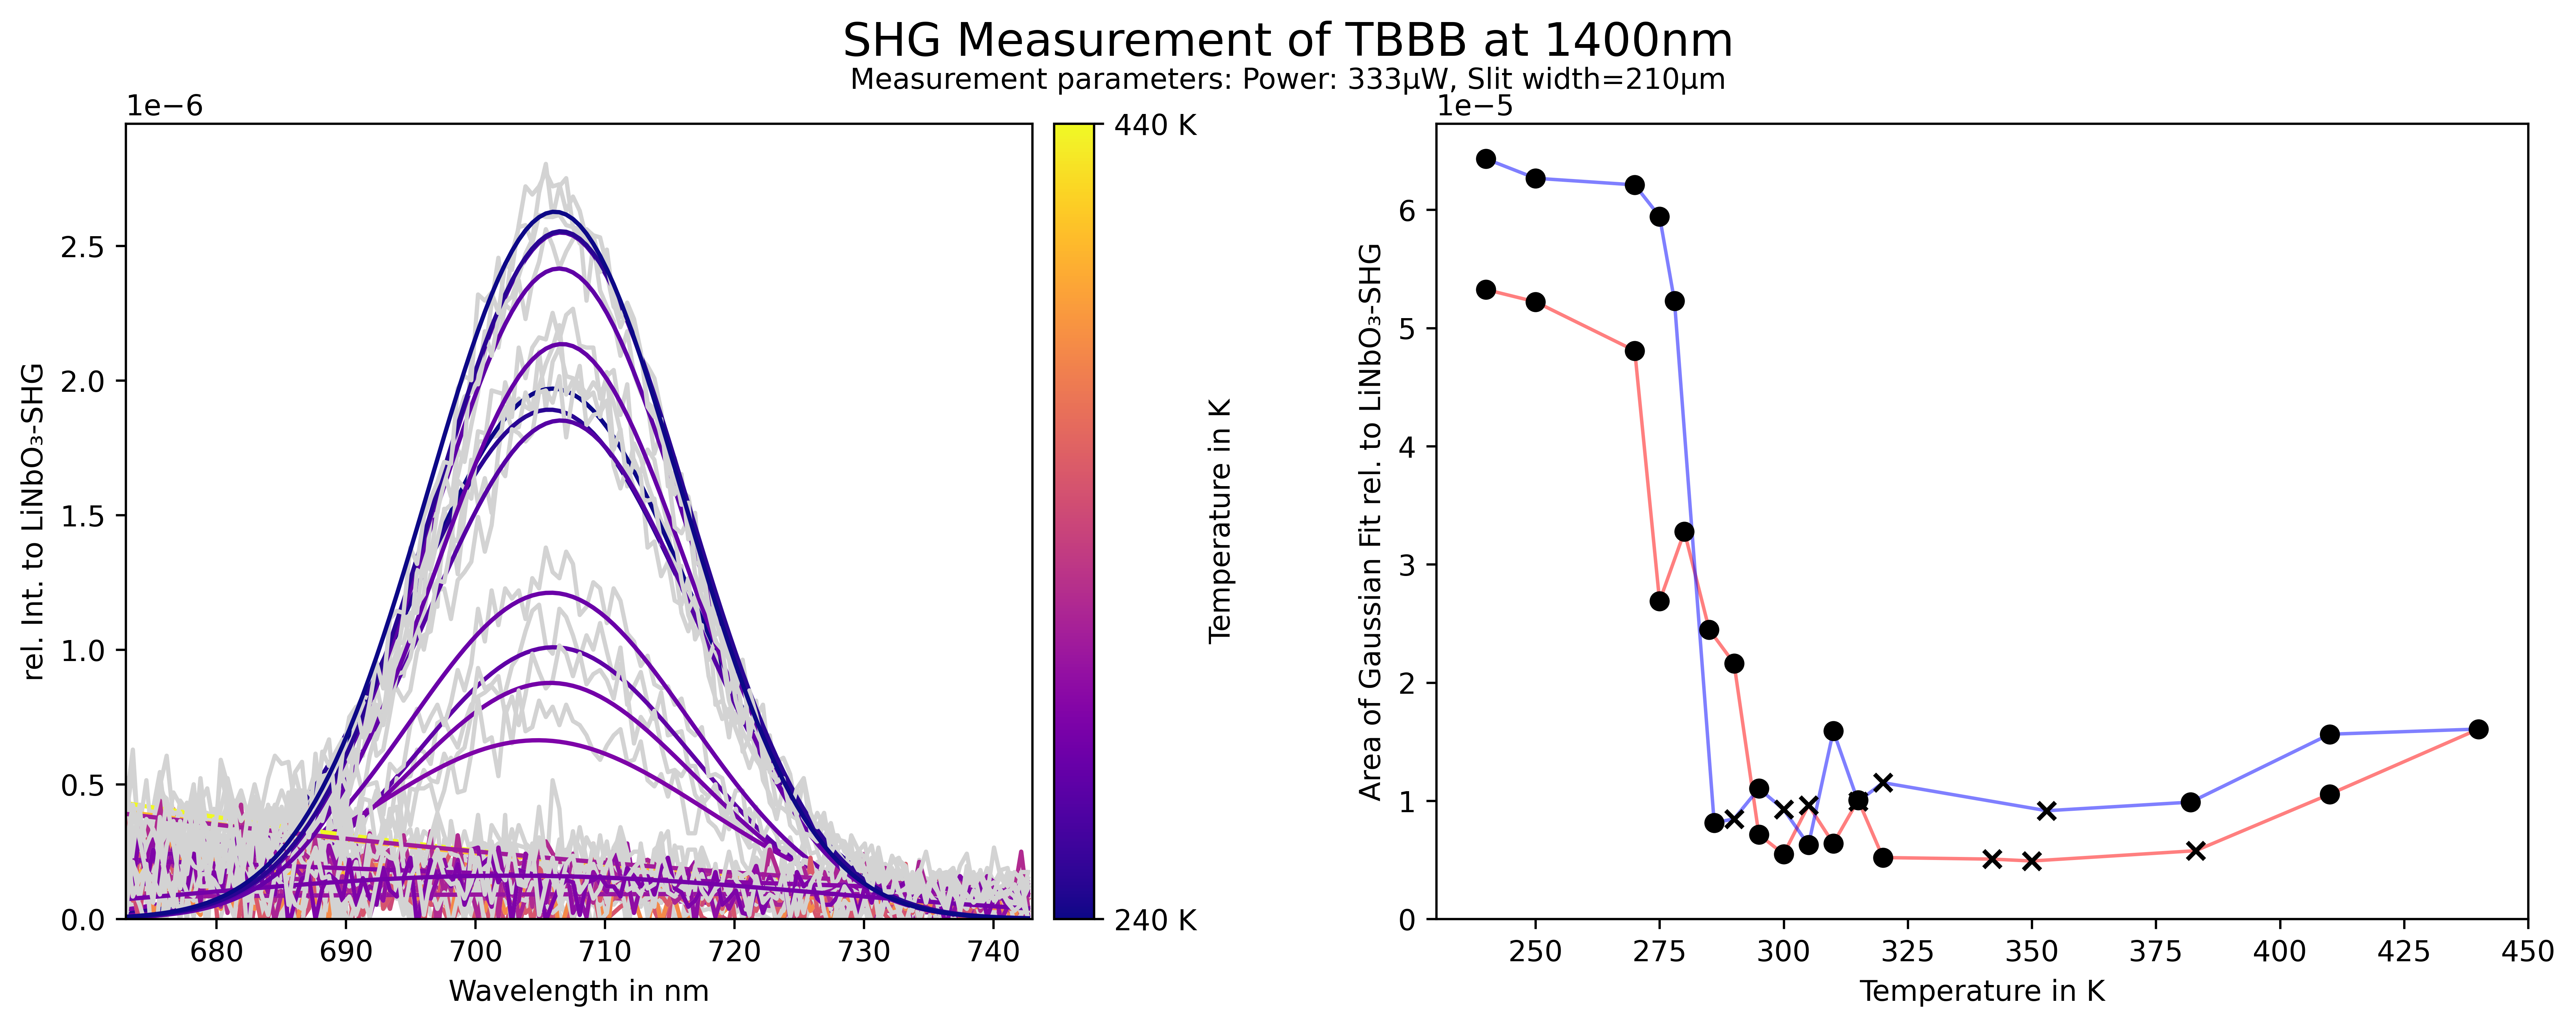 SHG Measurement of TBBB at 1400nm
Measurement parameters: Power: 333µW, Slit width=210µm
1e−6
2.5
2.0
1.5
1.0
0.5
0.0
rel. Int. to LiNbO₃-SHG
680 690 700 710 720 730 740
Wavelength in nm
440 K
240 K
Temperature in K
1e−5
6
5
4
3
2
1
0
Area of Gaussian Fit rel. to LiNbO₃-SHG
250 275 300 325 350 375 400 425 450
Temperature in K